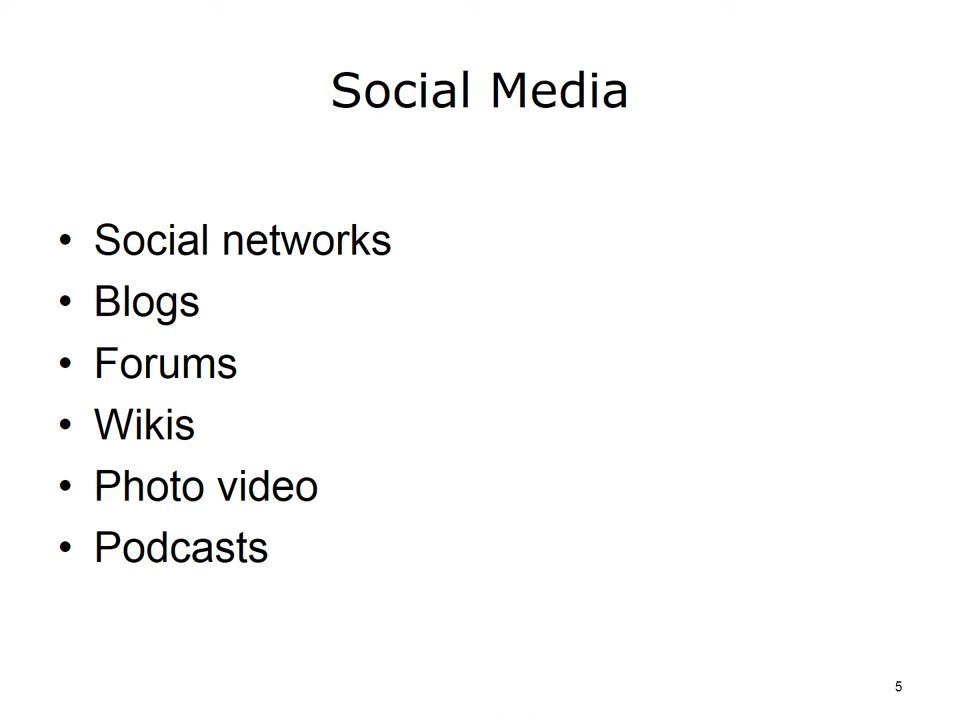 Social Media
• Social networks
• Blogs
• Forums
• Wikis
• Photo video
• Podcasts
5